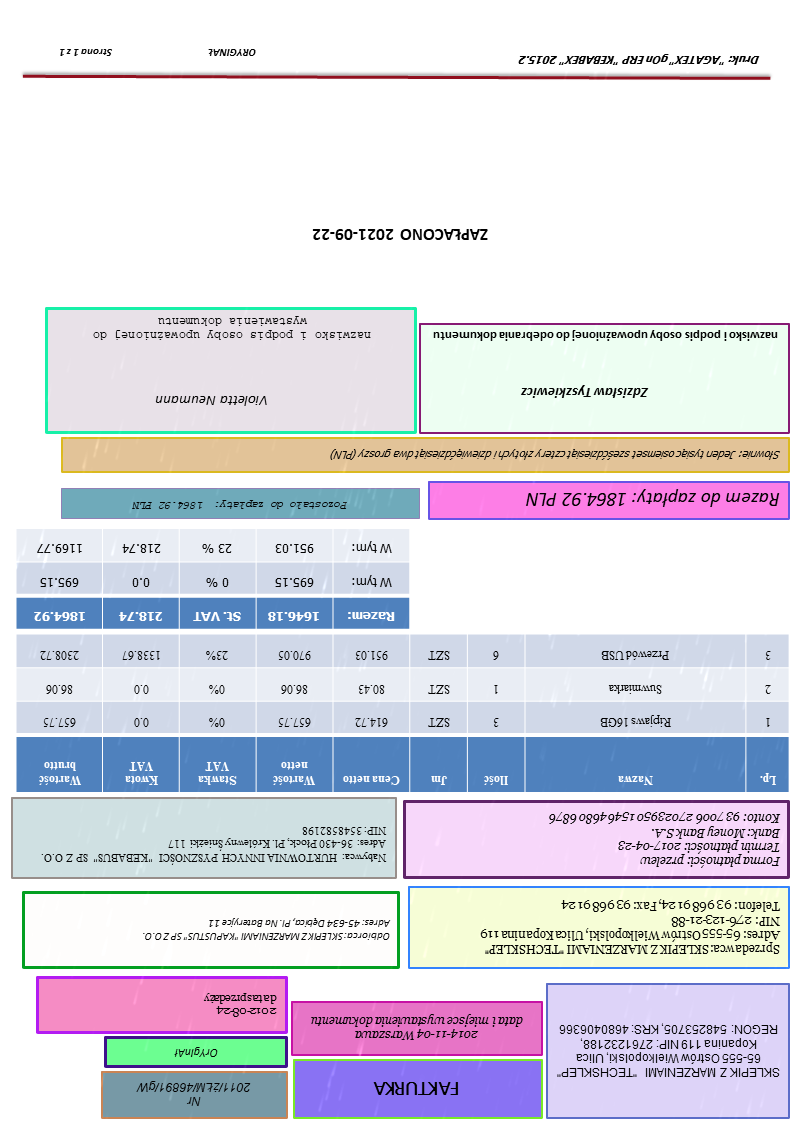 SKLEPIK Z MARZENIAMI "TECHSKLEP"
65-555 Ostrów Wielkopolski, Ulica
Kopanina 119 NIP: 2761232188,
REGON: 548253705, KRS: 4680406366
FAKTURKA
2014-11-04 Warszawa
data i miejsce wystawienia dokumentu
Nr
2011/1/ŁM/46891/gW
OrYgInAł
2012-08-24
data sprzedaży
Sprzedawca: SKLEPIK Z MARZENIAMI "TECHSKLEP"
Adres: 65-555 Ostrów Wielkopolski, Ulica Kopanina 119
NIP: 276-123-21-88
Telefon: 93 968 91 24, Fax: 93 968 91 24
Odbiorca: SKLEPIK Z MARZENIAMI "KAPUSTUS" SP Z O.O.
Adres: 45-634 Dębica, Pl. Na Bateryjce 11
Forma płatności: przelew
Termin płatności: 2017-04-23
Bank: Money Bank S.A.
Konto: 93 7006 2702 3950 1546 4680 6876
Nabywca: HURTOWNIA INNYCH PYSZNOŚCI "KEBABUS" SP Z O.O.
Adres: 36-430 Płock, Pl. Królewny Śnieżki 117
NIP: 3548582198
Lp. Nazwa Ilość Jm Cena netto Wartość netto Stawka VAT Kwota VAT Wartość brutto
1 Ripjaws 16GB 3 SZT 614.72 657.75 0% 0.0 657.75
2 Suwmiarka 1 SZT 80.43 86.06 0% 0.0 86.06
3 Przewód USB 6 SZT 951.03 970.05 23% 1338.67 2308.72
Razem: 1646.18 St. VAT 218.74 1864.92
W tym: 695.15 0 % 0.0 695.15
W tym: 951.03 23 % 218.74 1169.77
Razem do zapłaty: 1864.92 PLN
Pozostało do zapłaty: 1864.92 PLN
Słownie: Jeden tysiąc osiemset sześćdziesiąt cztery złotych i dziewięćdziesiąt dwa groszy (PLN)
Zdzisław Tyszkiewicz
nazwisko i podpis osoby upoważnionej do odebrania dokumentu
Violetta Neumann
nazwisko i podpis osoby upoważnionej do
wystawienia dokumentu
ZAPŁACONO 2021-09-22
Druk: "AGATEX" gOn ERP "KEBABEX" 2015.2
ORYGINAŁ
Strona 1 z 1